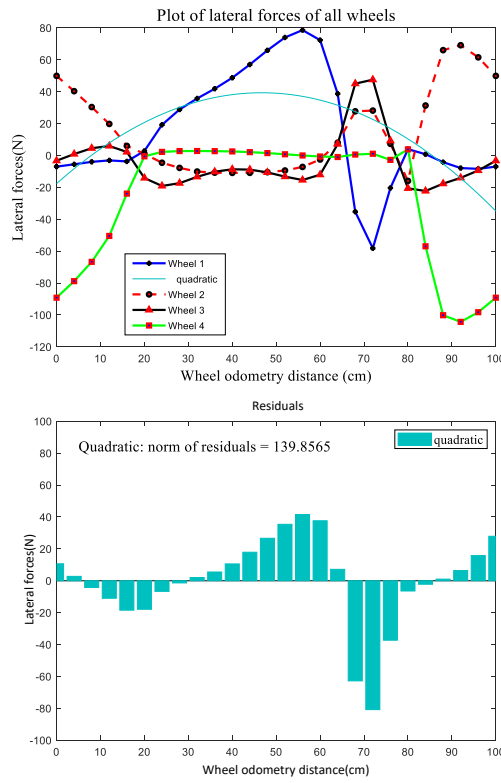 Plot of lateral forces of all wheels
80
60
40
20
0
-20
-40
-60
-80
-100
-120
Lateral forces(N)
Wheel 1
quadratic
Wheel 2
Wheel 3
Wheel 4
0 10 20 30 40 50 60 70 80 90 100
Wheel odometry distance (cm)
Residuals
Quadratic: norm of residuals = 139.8565
quadratic
100
80
60
40
20
0
-20
-40
-60
-80
-100
Lateral forces(N)
0 10 20 30 40 50 60 70 80 90 100
Wheel odometry distance(cm)